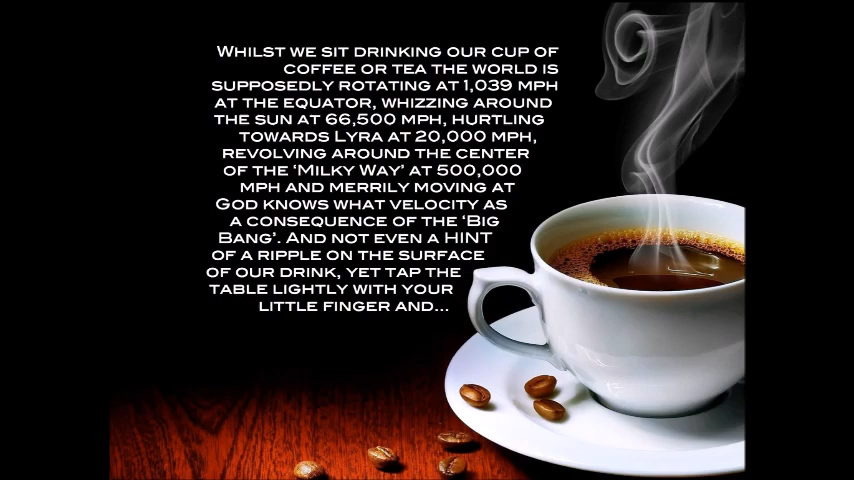 Whilst we sit drinking our cup of
coffee or tea the world is
supposedly rotating at 1,039 mph
at the equator, whizzing around
the sun at 66,500 mph, hurtling
towards Lyra at 20,000 mph,
revolving around the center
of the ‘Milky Way’ at 500,000
mph and merrily moving at
God knows what velocity as
a consequence of the ‘Big
Bang’. And not even a HINT
of a ripple on the surface
of our drink, yet tap the
table lightly with your
little finger and...